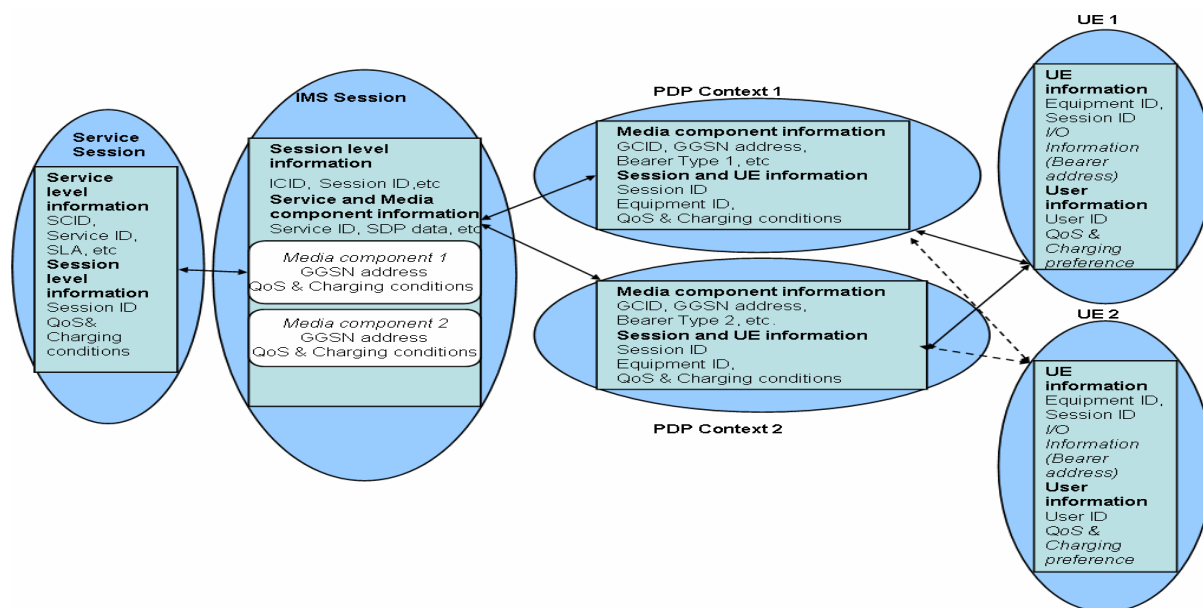 Service
Session
Service
level
information
SCID,
Service ID,
SLA, etc
Session
level
information
Session ID
QoS&
Charging
conditions
IMS Session
Session level
information
ICID, Session ID,etc
Service and Media
component information
Service ID, SDP data, etc
Media component 1
GGSN address
QoS & Charging conditions
Media component 2
GGSN address
QoS & Charging conditions
PDP Context 1
Media component information
GCID, GGSN address,
Bearer Type 1, etc
Session and UE information
Session ID
Equipment ID,
QoS & Charging conditions
Media component information
GCID, GGSN address,
Bearer Type 2, etc.
Session and UE information
Session ID
Equipment ID,
QoS & Charging conditions
PDP Context 2
UE 1
UE
information
Equipment ID,
Session ID
I/O
Information
(Bearer
address)
User
information
User ID
QoS &
Charging
preference
UE 2
UE
information
Equipment ID,
Session ID
I/O
Information
(Bearer
address)
User
information
User ID
QoS &
Charging
preference